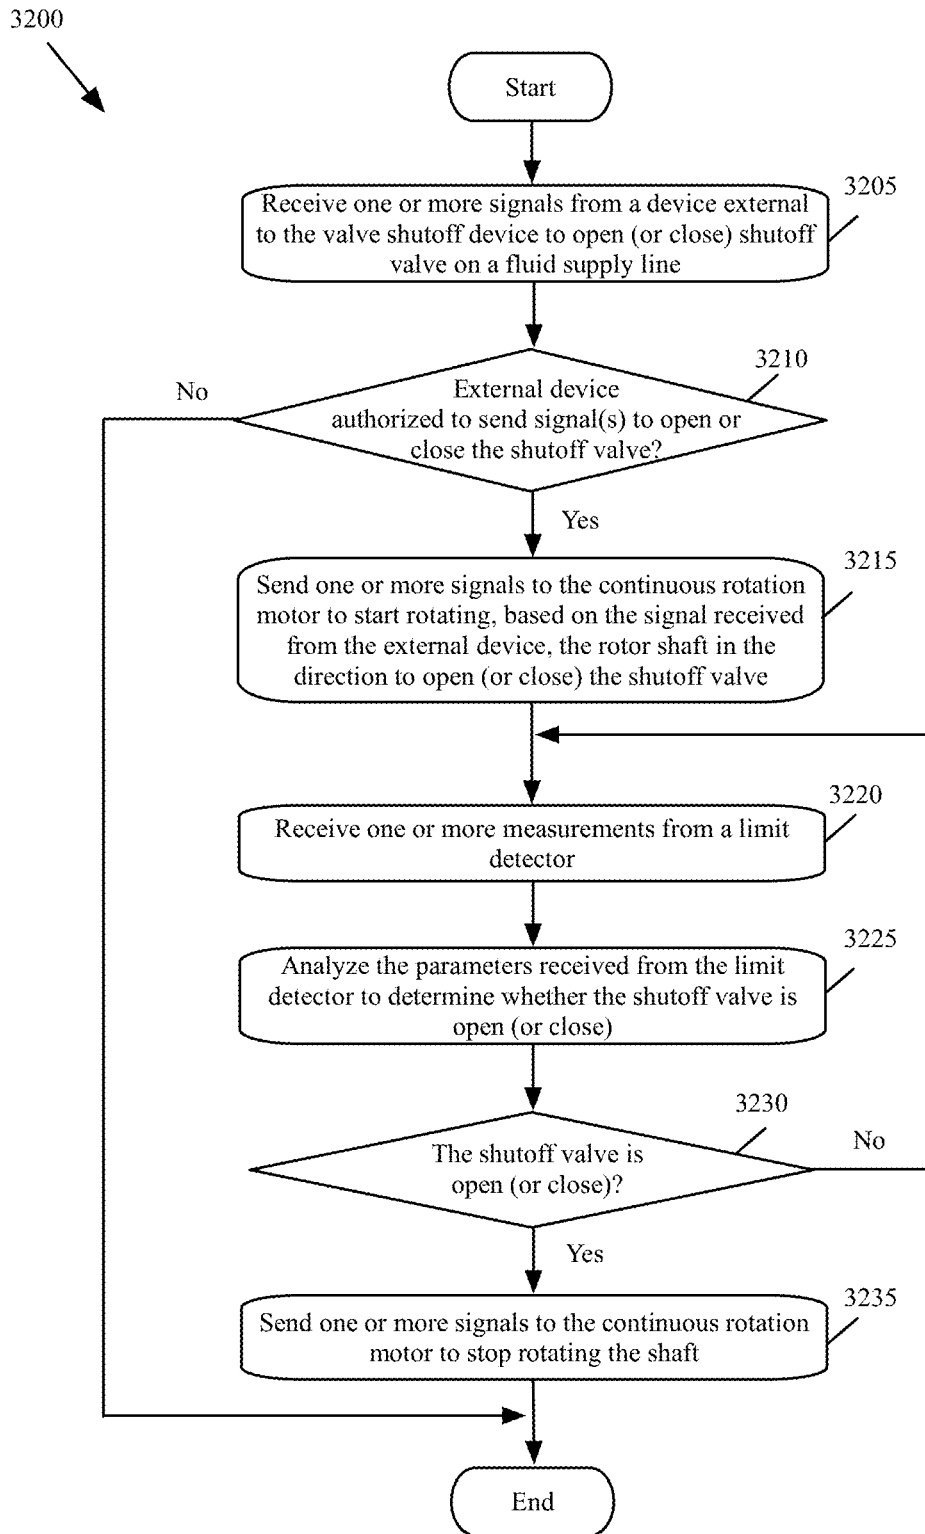 3200
Start
3205
Receive one or more signals from a device external
to the valve shutoff device to open (or close) shutoff
valve on a fluid supply line
3210
No
External device
authorized to send signal(s) to open or
close the shutoff valve?
Yes
3215
Send one or more signals to the continuous rotation
motor to start rotating, based on the signal received
from the external device, the rotor shaft in the
direction to open (or close) the shutoff valve
3220
Receive one or more measurements from a limit
detector
3225
Analyze the parameters received from the limit
detector to determine whether the shutoff valve is
open (or close)
3230
No
The shutoff valve is
open (or close)?
Yes
3235
Send one or more signals to the continuous rotation
motor to stop rotating the shaft
End